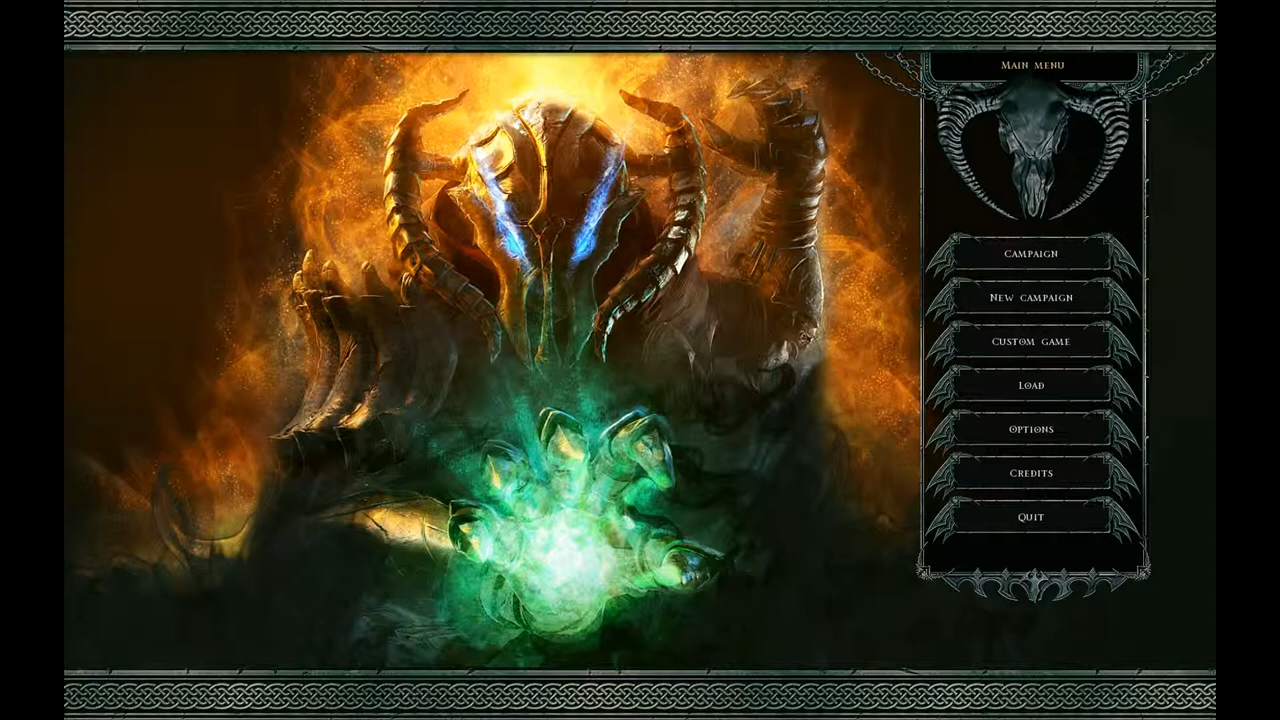 Main menu
Campaign
New campaign
Custom game
Load
Options
Credits
Quit